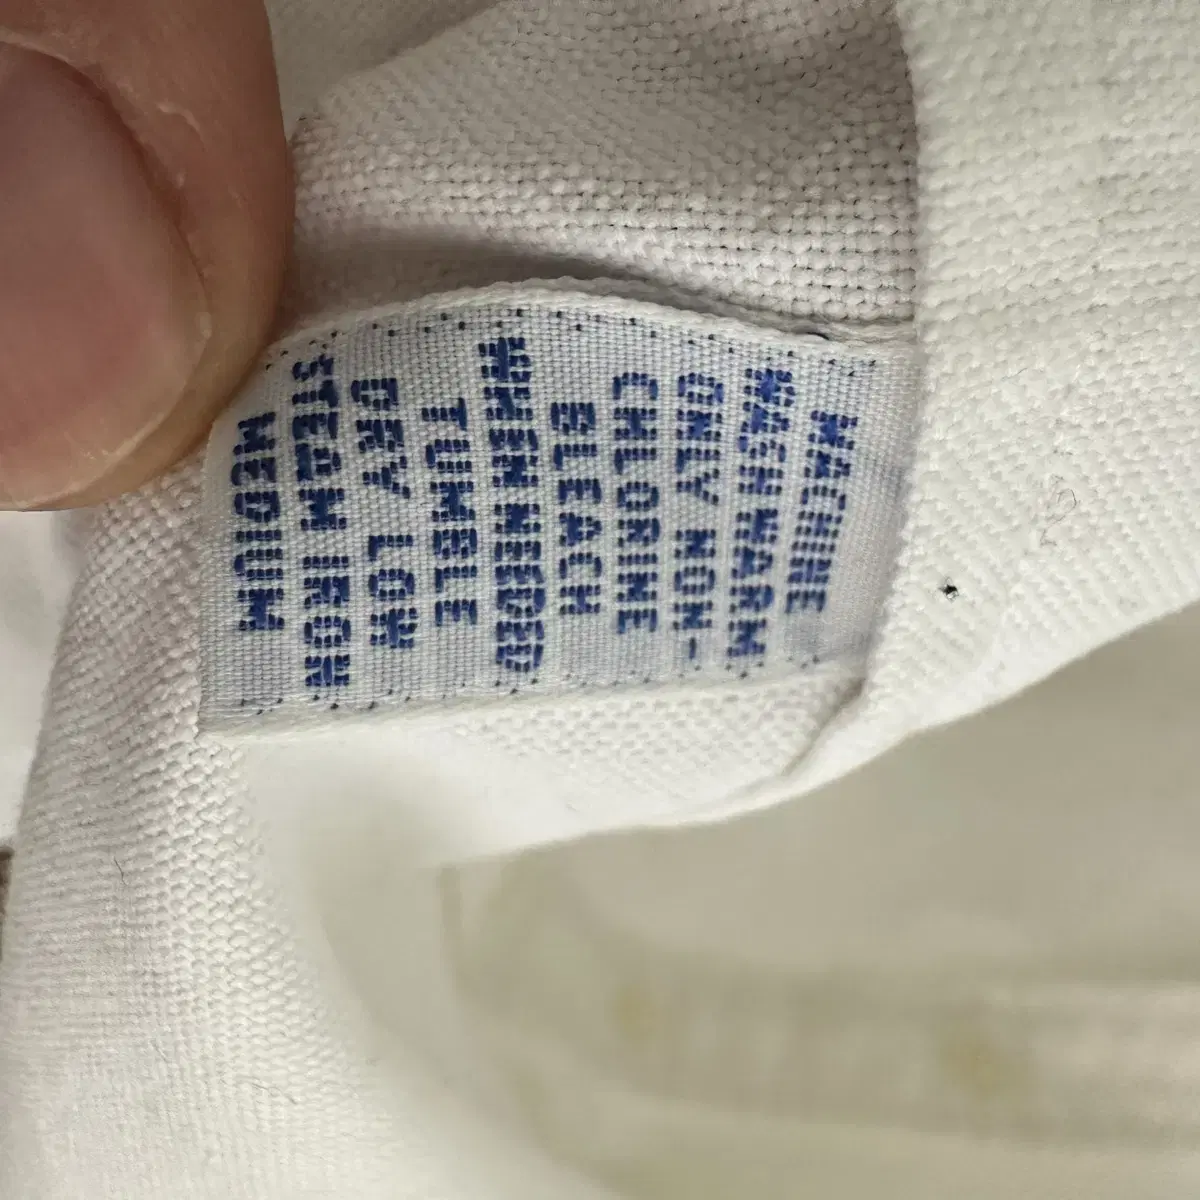 MACHINE
WASH WARM
ONLY NON-
CHLORINE
BLEACH
WHEN NEEDED
TUMBLE
DRY LOW
STEAM IRON
MEDIUM